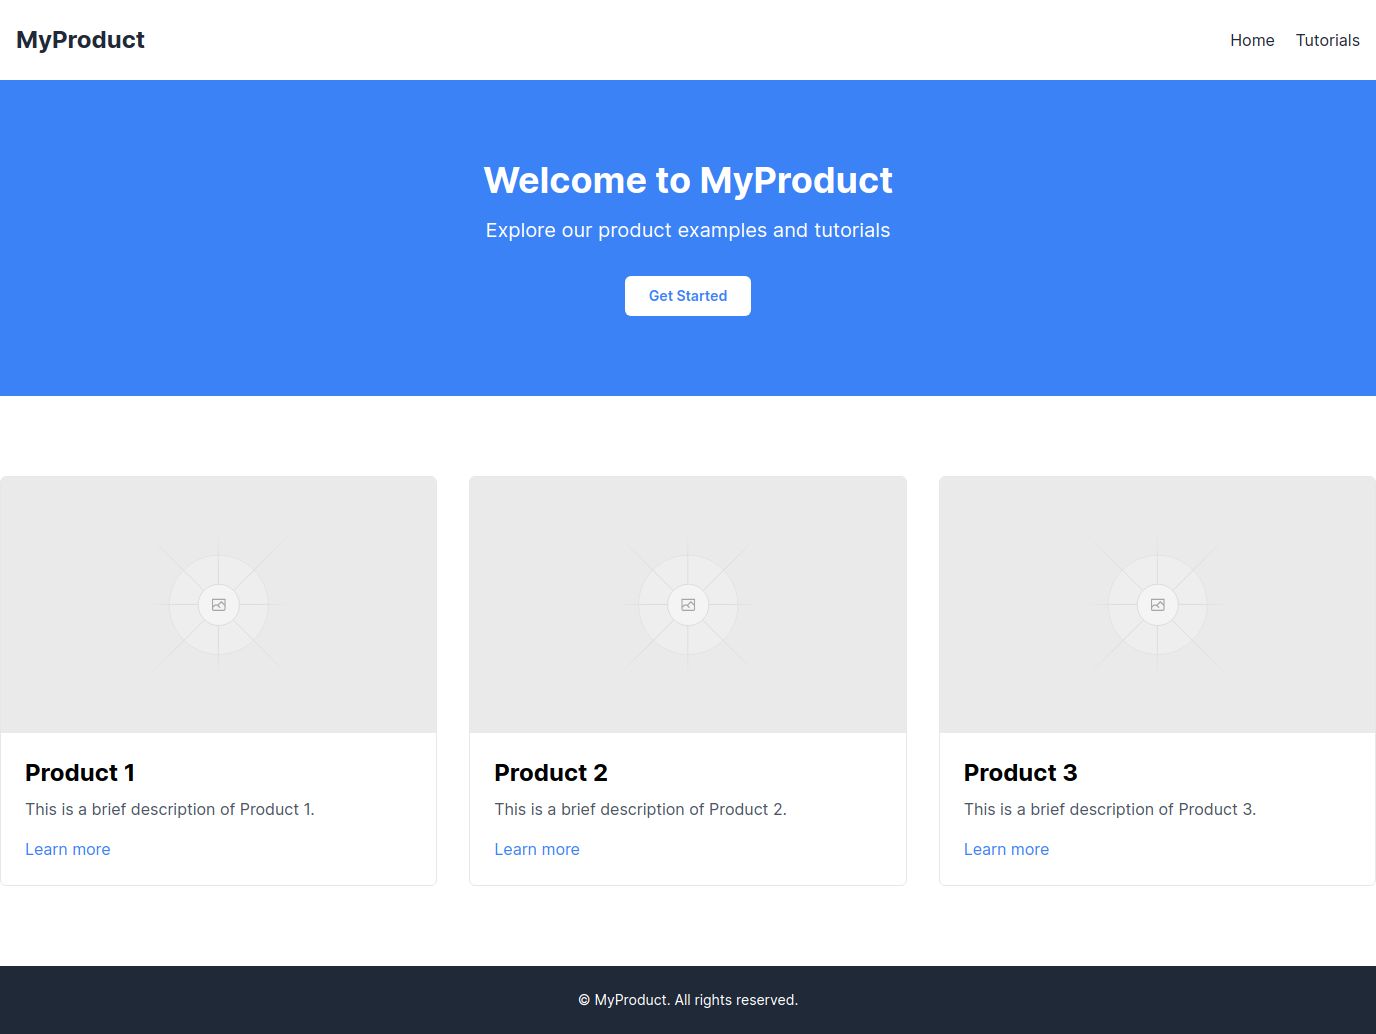 MyProduct
Home Tutorials
Welcome to MyProduct
Explore our product examples and tutorials
Get Started
Product 1
This is a brief description of Product 1.
Learn more
Product 2
This is a brief description of Product 2.
Learn more
Product 3
This is a brief description of Product 3.
Learn more
© MyProduct. All rights reserved.